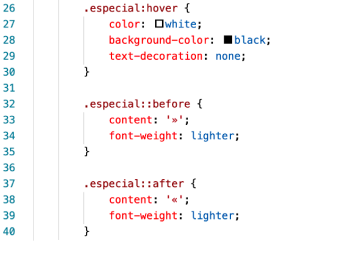 26 .especial:hover {
27 color: white;
28 background-color: black;
29 text-decoration: none;
30 }
31
32 .especial::before {
33 content: '»';
34 font-weight: lighter;
35 }
36
37 .especial::after {
38 content: '«';
39 font-weight: lighter;
40 }